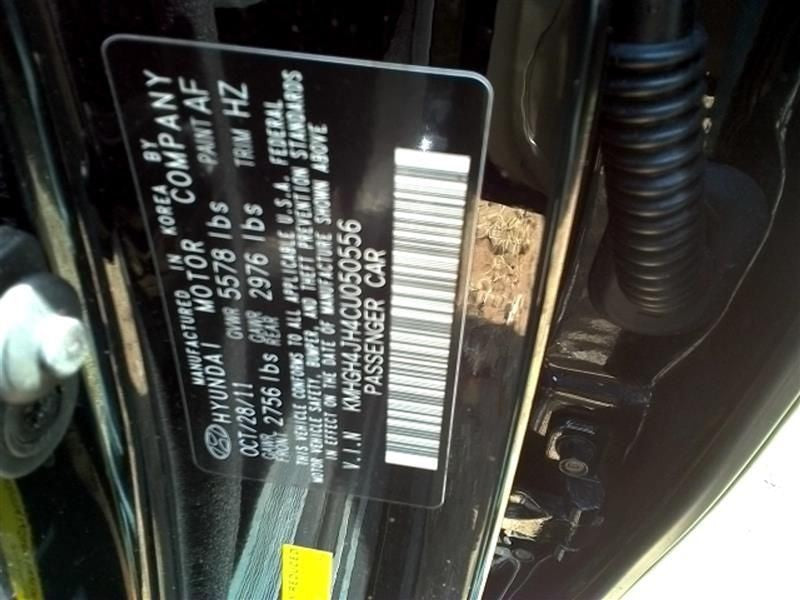 MANUFACTURED IN KOREA BY
HYUNDAI MOTOR COMPANY
OCT/28/11 GVWR 5578 lbs PAINT AF
GAWR FRONT 2756 lbs GAWR REAR 2976 lbs TRIM HZ
THIS VEHICLE CONFORMS TO ALL APPLICABLE U.S.A. FEDERAL
MOTOR VEHICLE SAFETY, BUMPER, AND THEFT PREVENTION STANDARDS
IN EFFECT ON THE DATE OF MANUFACTURE SHOWN ABOVE
V.I.N KMHGH4JH4CU050556
PASSENGER CAR
REDUCED